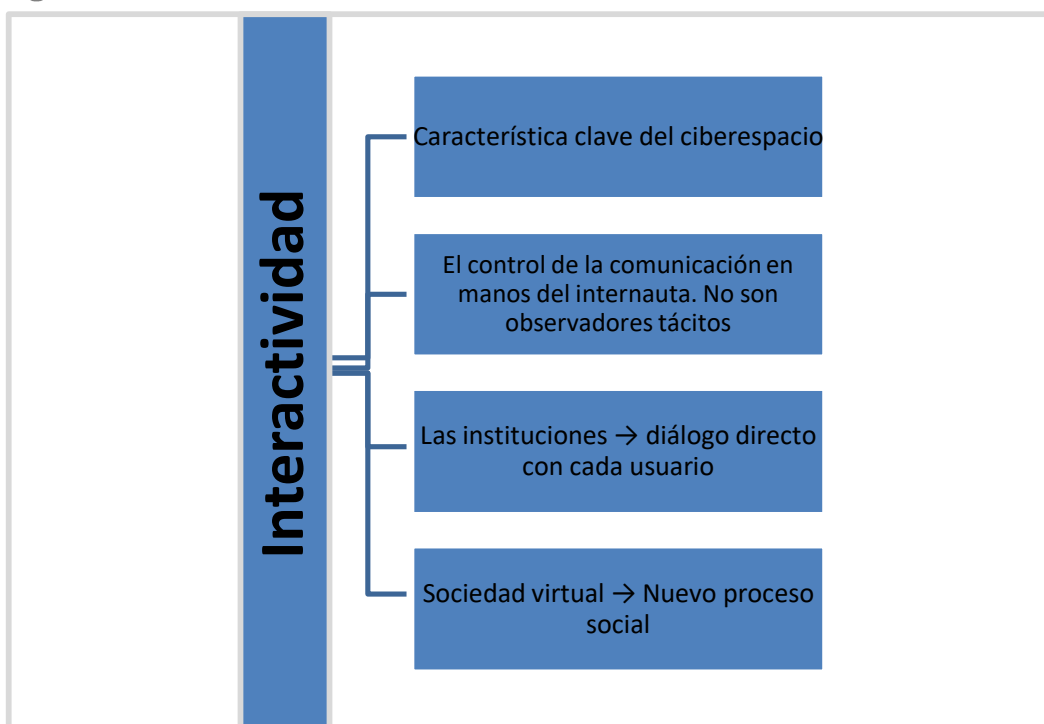 Interactividad
Característica clave del ciberespacio
El control de la comunicación en
manos del internauta. No son
observadores tácitos
Las instituciones → diálogo directo
con cada usuario
Sociedad virtual → Nuevo proceso
social